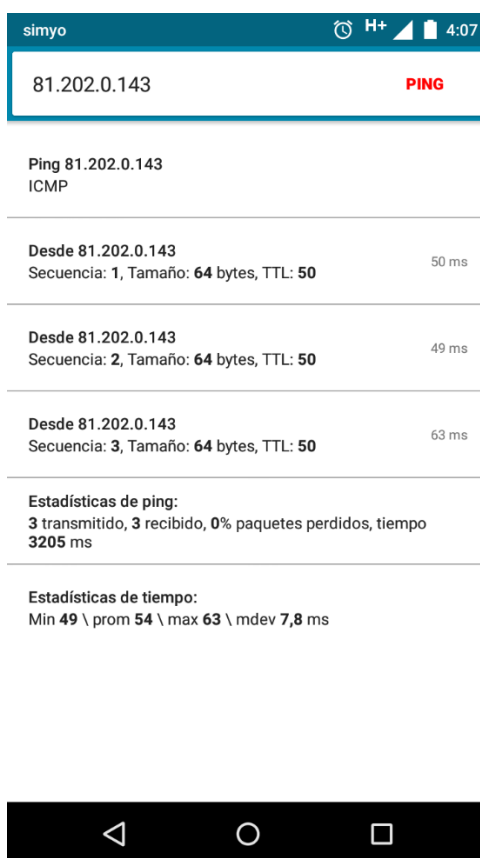 simyo H+ 4:07
81.202.0.143 PING
Ping 81.202.0.143
ICMP
Desde 81.202.0.143
Secuencia: 1, Tamaño: 64 bytes, TTL: 50 50 ms
Desde 81.202.0.143
Secuencia: 2, Tamaño: 64 bytes, TTL: 50 49 ms
Desde 81.202.0.143
Secuencia: 3, Tamaño: 64 bytes, TTL: 50 63 ms
Estadísticas de ping:
3 transmitido, 3 recibido, 0% paquetes perdidos, tiempo
3205 ms
Estadísticas de tiempo:
Min 49 \ prom 54 \ max 63 \ mdev 7,8 ms